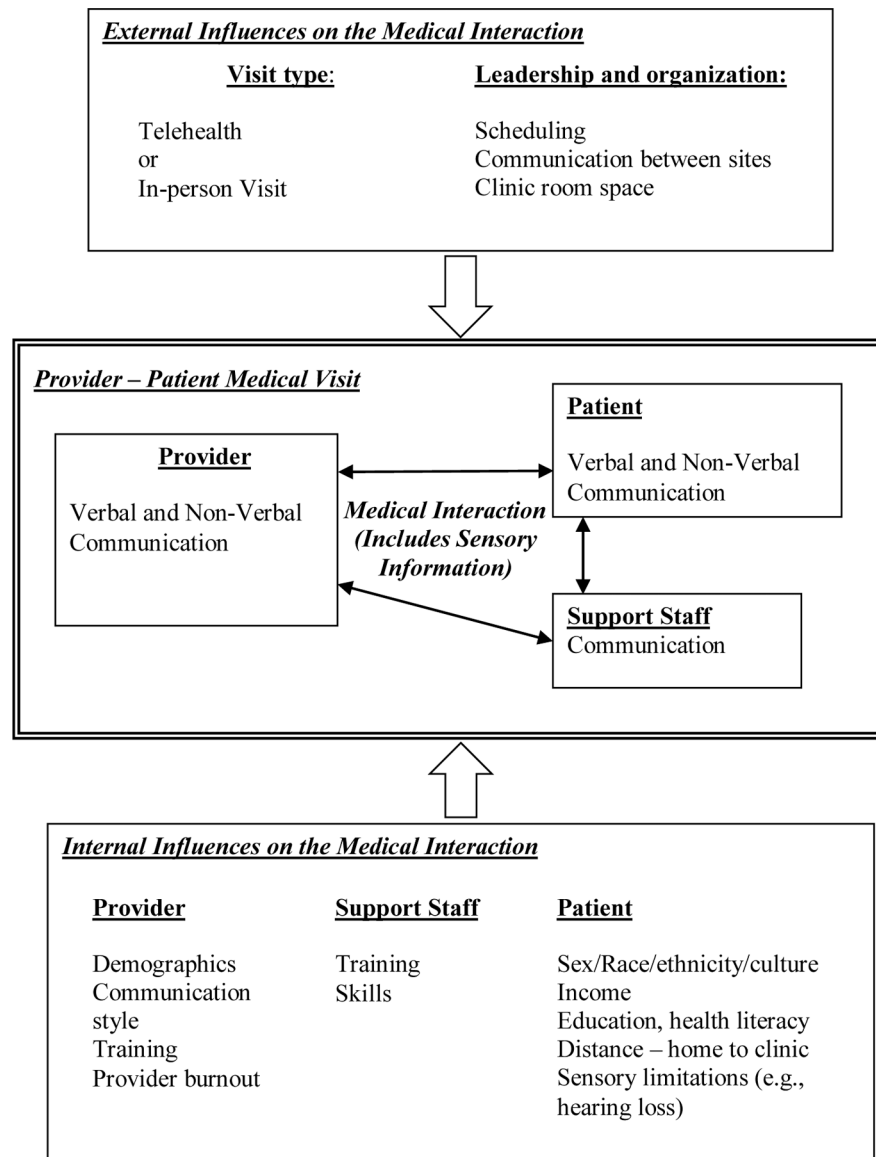 External Influences on the Medical Interaction
Visit type:
Telehealth
or
In-person Visit
Leadership and organization:
Scheduling
Communication between sites
Clinic room space
Provider – Patient Medical Visit
Provider
Verbal and Non-Verbal
Communication
Medical Interaction
(Includes Sensory
Information)
Patient
Verbal and Non-Verbal
Communication
Support Staff
Communication
Internal Influences on the Medical Interaction
Provider
Demographics
Communication
style
Training
Provider burnout
Support Staff
Training
Skills
Patient
Sex/Race/ethnicity/culture
Income
Education, health literacy
Distance – home to clinic
Sensory limitations (e.g.,
hearing loss)